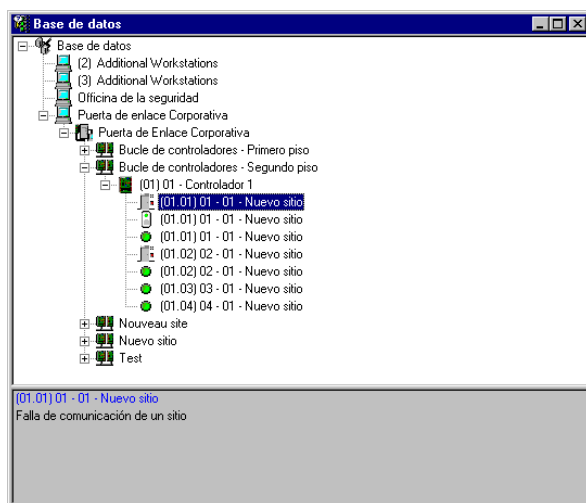 Base de datos
Base de datos
(2) Additional Workstations
(3) Additional Workstations
Officina de la seguridad
Puerta de enlace Corporativa
Puerta de Enlace Corporativa
Bucle de controladores - Primero piso
Bucle de controladores - Segundo piso
(01) 01 - Controlador 1
(01.01) 01 - 01 - Nuevo sitio
(01.01) 01 - 01 - Nuevo sitio
(01.01) 01 - 01 - Nuevo sitio
(01.02) 02 - 01 - Nuevo sitio
(01.02) 02 - 01 - Nuevo sitio
(01.03) 03 - 01 - Nuevo sitio
(01.04) 04 - 01 - Nuevo sitio
Nouveau site
Nuevo sitio
Test
(01.01) 01 - 01 - Nuevo sitio
Falla de comunicación de un sitio